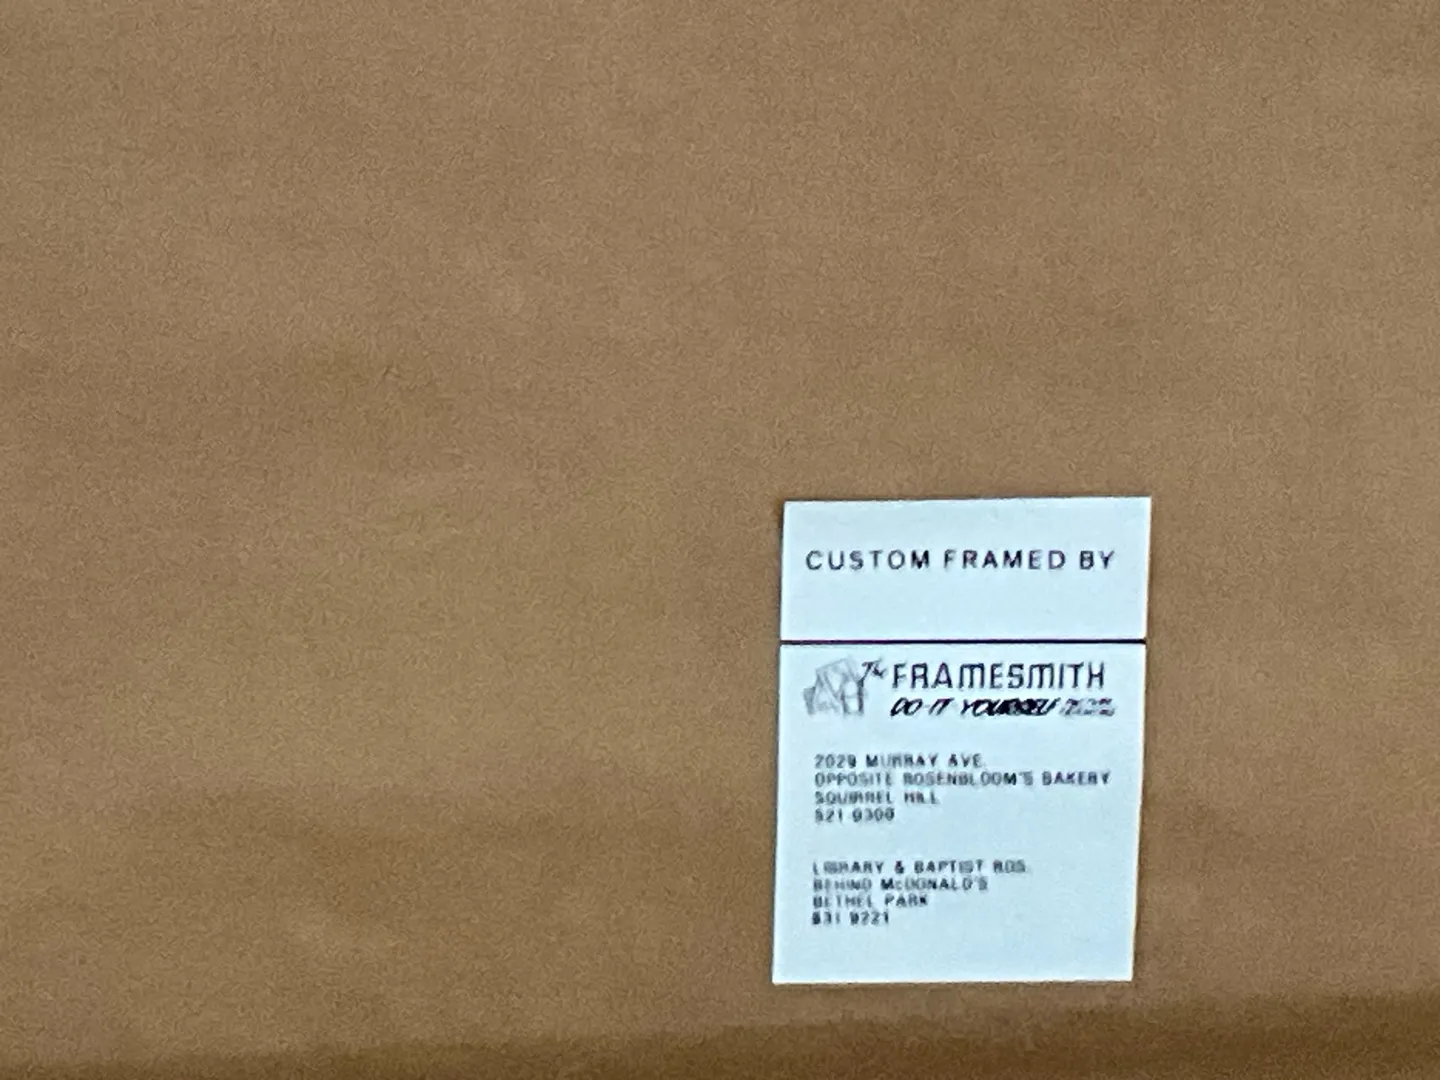 CUSTOM FRAMED BY
The FRAMESMITH
DO-IT YOURSELF
2029 MURRAY AVE.
OPPOSITE ROSENBLOOM'S BAKERY
SQUIRREL HILL
521-0300
LIBRARY & BAPTIST RDS.
BEHIND McDONALD'S
BETHEL PARK
831-9221